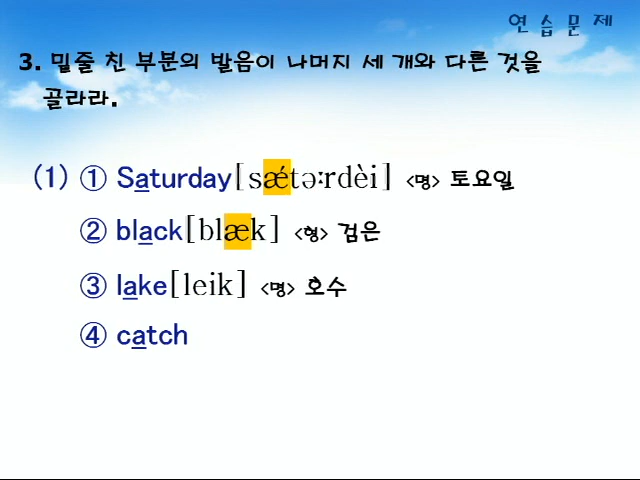 연 습 문 제
3. 밑줄 친 부분의 발음이 나머지 세 개와 다른 것을
골라라.
(1) ① Saturday[sǽtəːrdèi] <명> 토요일
② black[blæk] <형> 검은
③ lake[leik] <명> 호수
④ catch